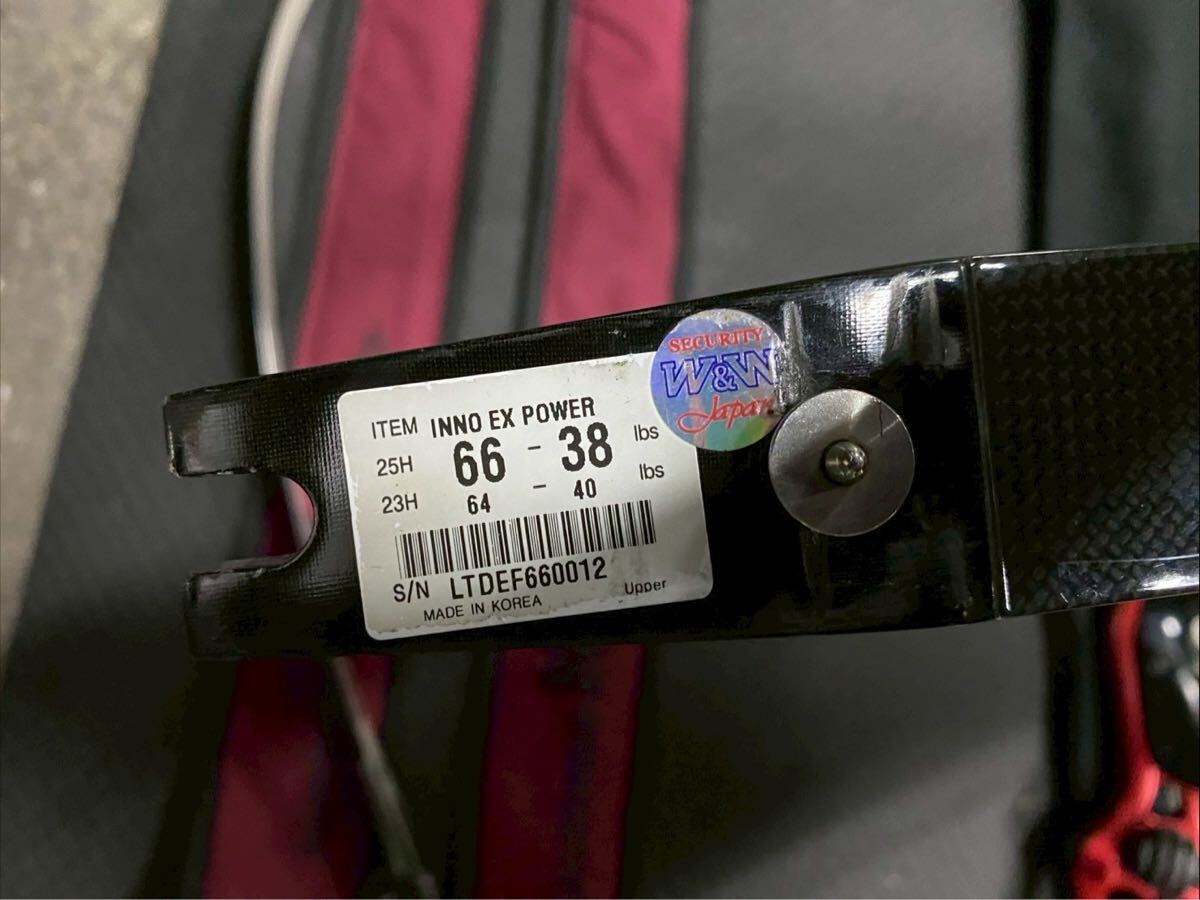 ITEM INNO EX POWER
25H 66 - 38 lbs
23H 64 - 40 lbs
S/N LTDEF660012
MADE IN KOREA Upper
SECURITY
W&W
Japan